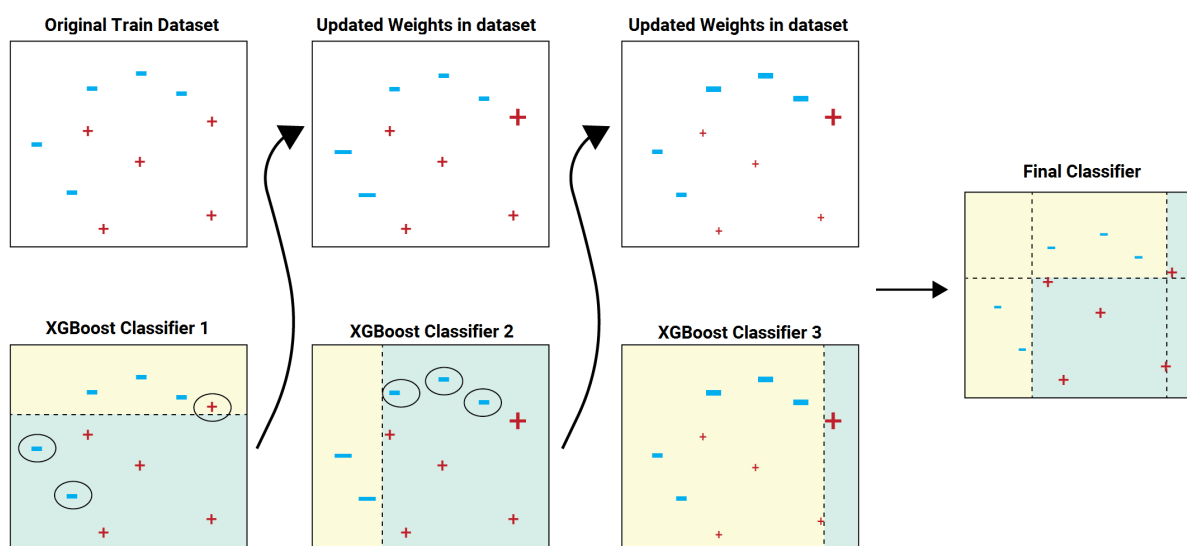 Original Train Dataset
Updated Weights in dataset
Updated Weights in dataset
Final Classifier
XGBoost Classifier 1
XGBoost Classifier 2
XGBoost Classifier 3